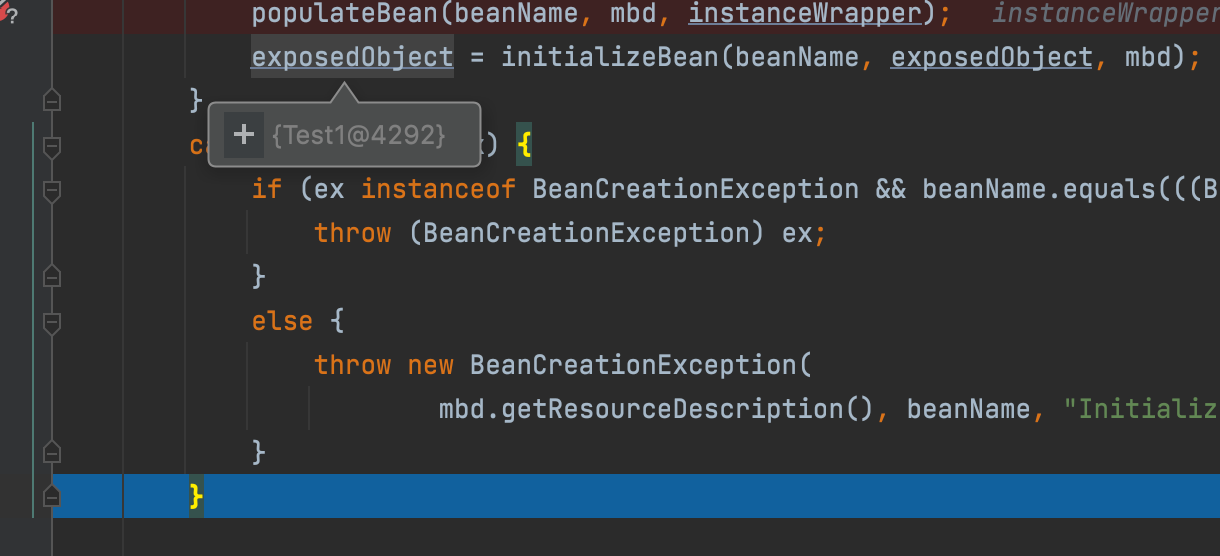 populateBean(beanName, mbd, instanceWrapper);   instanceWrapper
exposedObject = initializeBean(beanName, exposedObject, mbd);
}
+ {Test1@4292}
) {
if (ex instanceof BeanCreationException && beanName.equals(((B
throw (BeanCreationException) ex;
}
else {
throw new BeanCreationException(
mbd.getResourceDescription(), beanName, "Initializ
}
}